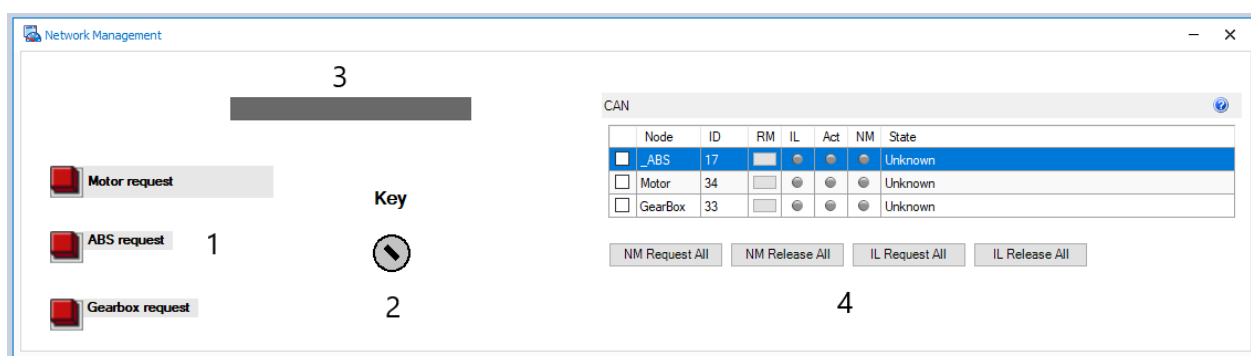 Network Management
3
CAN
Node ID RM IL Act NM State
_ABS 17 Unknown
Motor 34 Unknown
GearBox 33 Unknown
Motor request
Key
ABS request
1
NM Request All NM Release All IL Request All IL Release All
Gearbox request
2
4